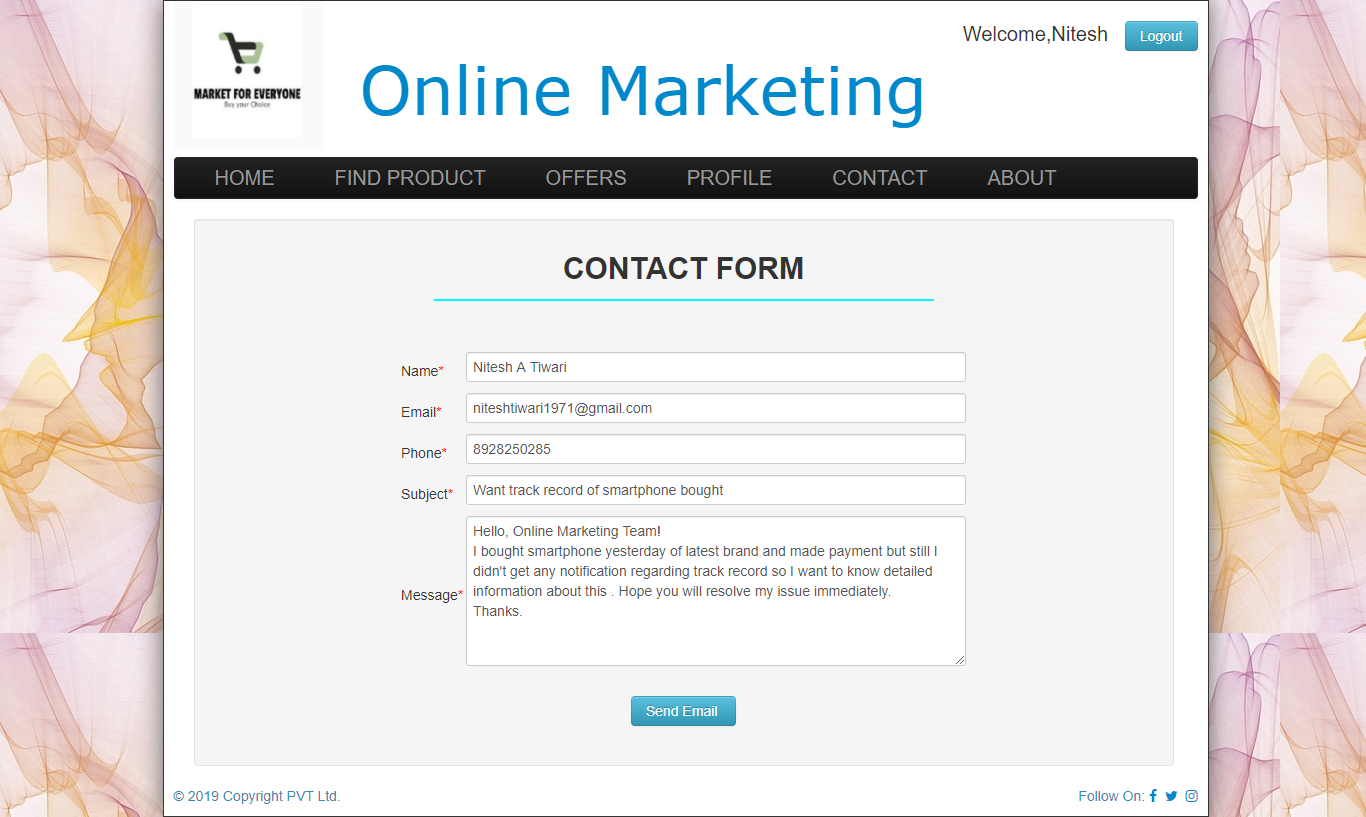 MARKET FOR EVERYONE
Buy your Choice
Online Marketing
Welcome,Nitesh
Logout
HOME FIND PRODUCT OFFERS PROFILE CONTACT ABOUT
CONTACT FORM
Name* Nitesh A Tiwari
Email* niteshtiwari1971@gmail.com
Phone* 8928250285
Subject* Want track record of smartphone bought
Message*
Hello, Online Marketing Team!
I bought smartphone yesterday of latest brand and made payment but still I
didn't get any notification regarding track record so I want to know detailed
information about this . Hope you will resolve my issue immediately.
Thanks.
Send Email
© 2019 Copyright PVT Ltd.
Follow On: